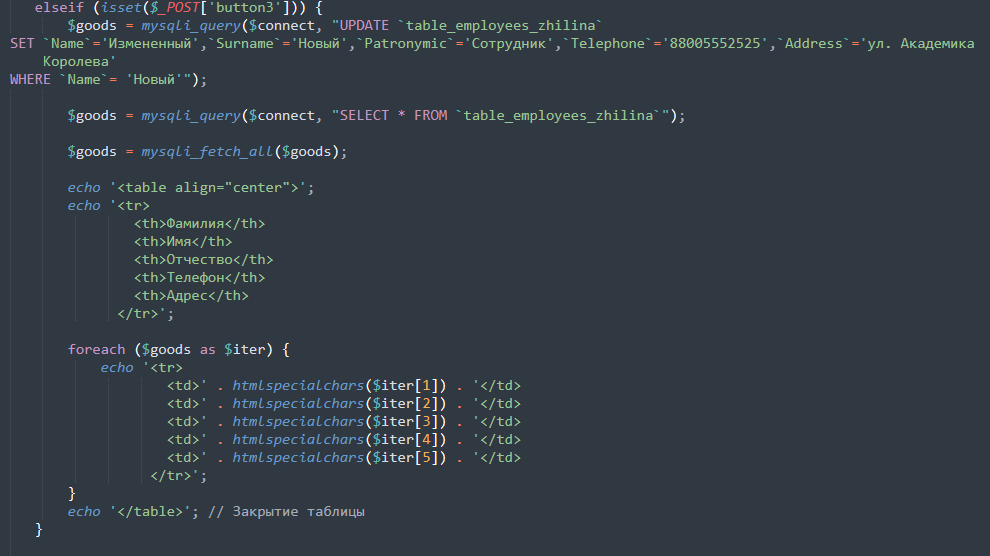 elseif (isset($_POST['button3'])) {
$goods = mysqli_query($connect, "UPDATE `table_employees_zhilina`
SET `Name`='Измененный',`Surname`='Новый',`Patronymic`='Сотрудник',`Telephone`='88005552525',`Address`='ул. Академика
Королева'
WHERE `Name`= 'Новый'");
$goods = mysqli_query($connect, "SELECT * FROM `table_employees_zhilina`");
$goods = mysqli_fetch_all($goods);
echo '<table align="center">';
echo '<tr>
<th>Фамилия</th>
<th>Имя</th>
<th>Отчество</th>
<th>Телефон</th>
<th>Адрес</th>
</tr>';
foreach ($goods as $iter) {
echo '<tr>
<td>' . htmlspecialchars($iter[1]) . '</td>
<td>' . htmlspecialchars($iter[2]) . '</td>
<td>' . htmlspecialchars($iter[3]) . '</td>
<td>' . htmlspecialchars($iter[4]) . '</td>
<td>' . htmlspecialchars($iter[5]) . '</td>
</tr>';
}
echo '</table>'; // Закрытие таблицы
}